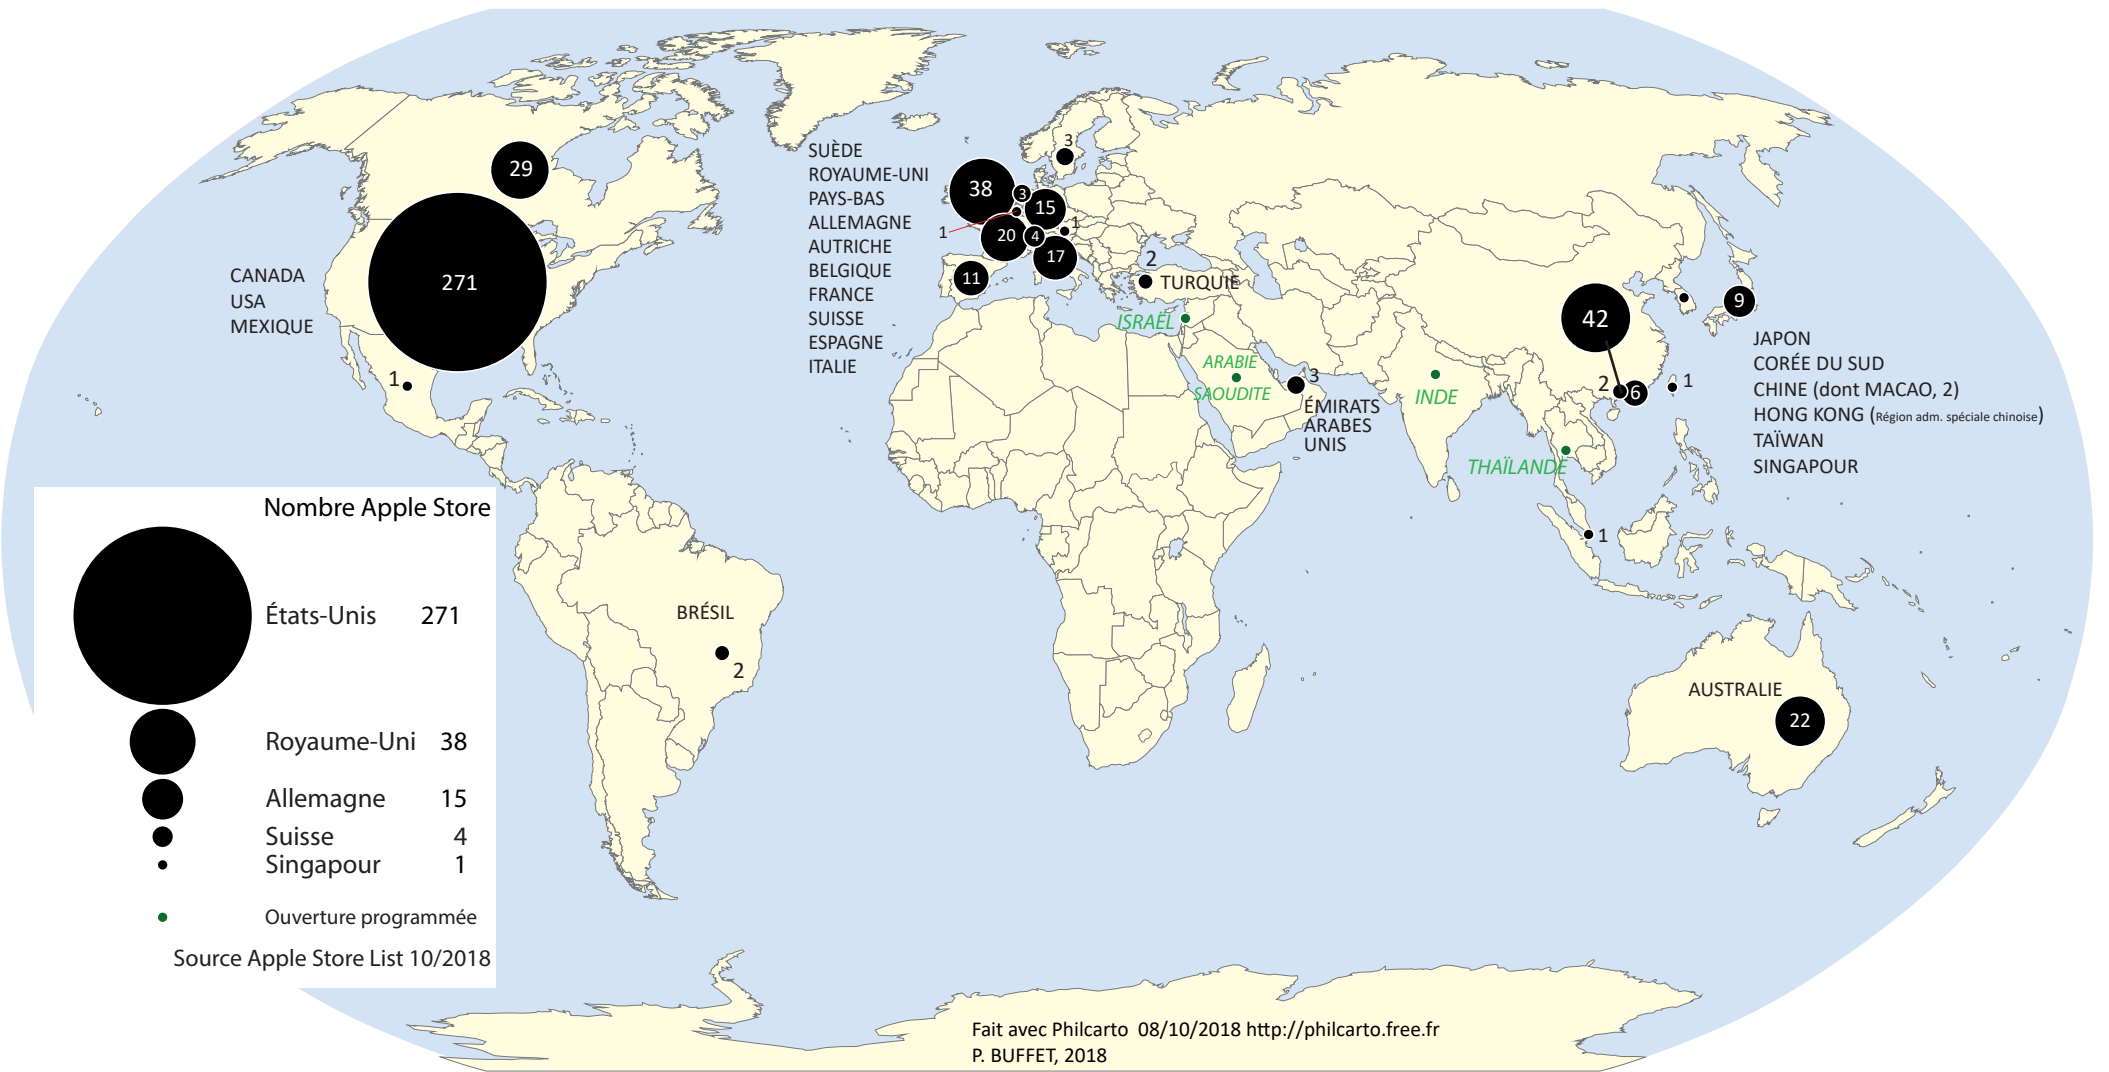 29
271
CANADA
USA
MEXIQUE
1
SUÈDE
ROYAUME-UNI
PAYS-BAS
ALLEMAGNE
AUTRICHE
BELGIQUE
FRANCE
SUISSE
ESPAGNE
ITALIE
3
38
3
15
1
20
4
1
17
11
2
TURQUIE
ISRAËL
ARABIE
SAOUDITE
3
ÉMIRATS
ARABES
UNIS
INDE
THAÏLANDE
42
9
2
6
1
JAPON
CORÉE DU SUD
CHINE (dont MACAO, 2)
HONG KONG (Région adm. spéciale chinoise)
TAÏWAN
SINGAPOUR
1
BRÉSIL
2
AUSTRALIE
22
Nombre Apple Store
États-Unis 271
Royaume-Uni 38
Allemagne 15
Suisse 4
Singapour 1
Ouverture programmée
Source Apple Store List 10/2018
Fait avec Philcarto 08/10/2018 http://philcarto.free.fr
P. BUFFET, 2018